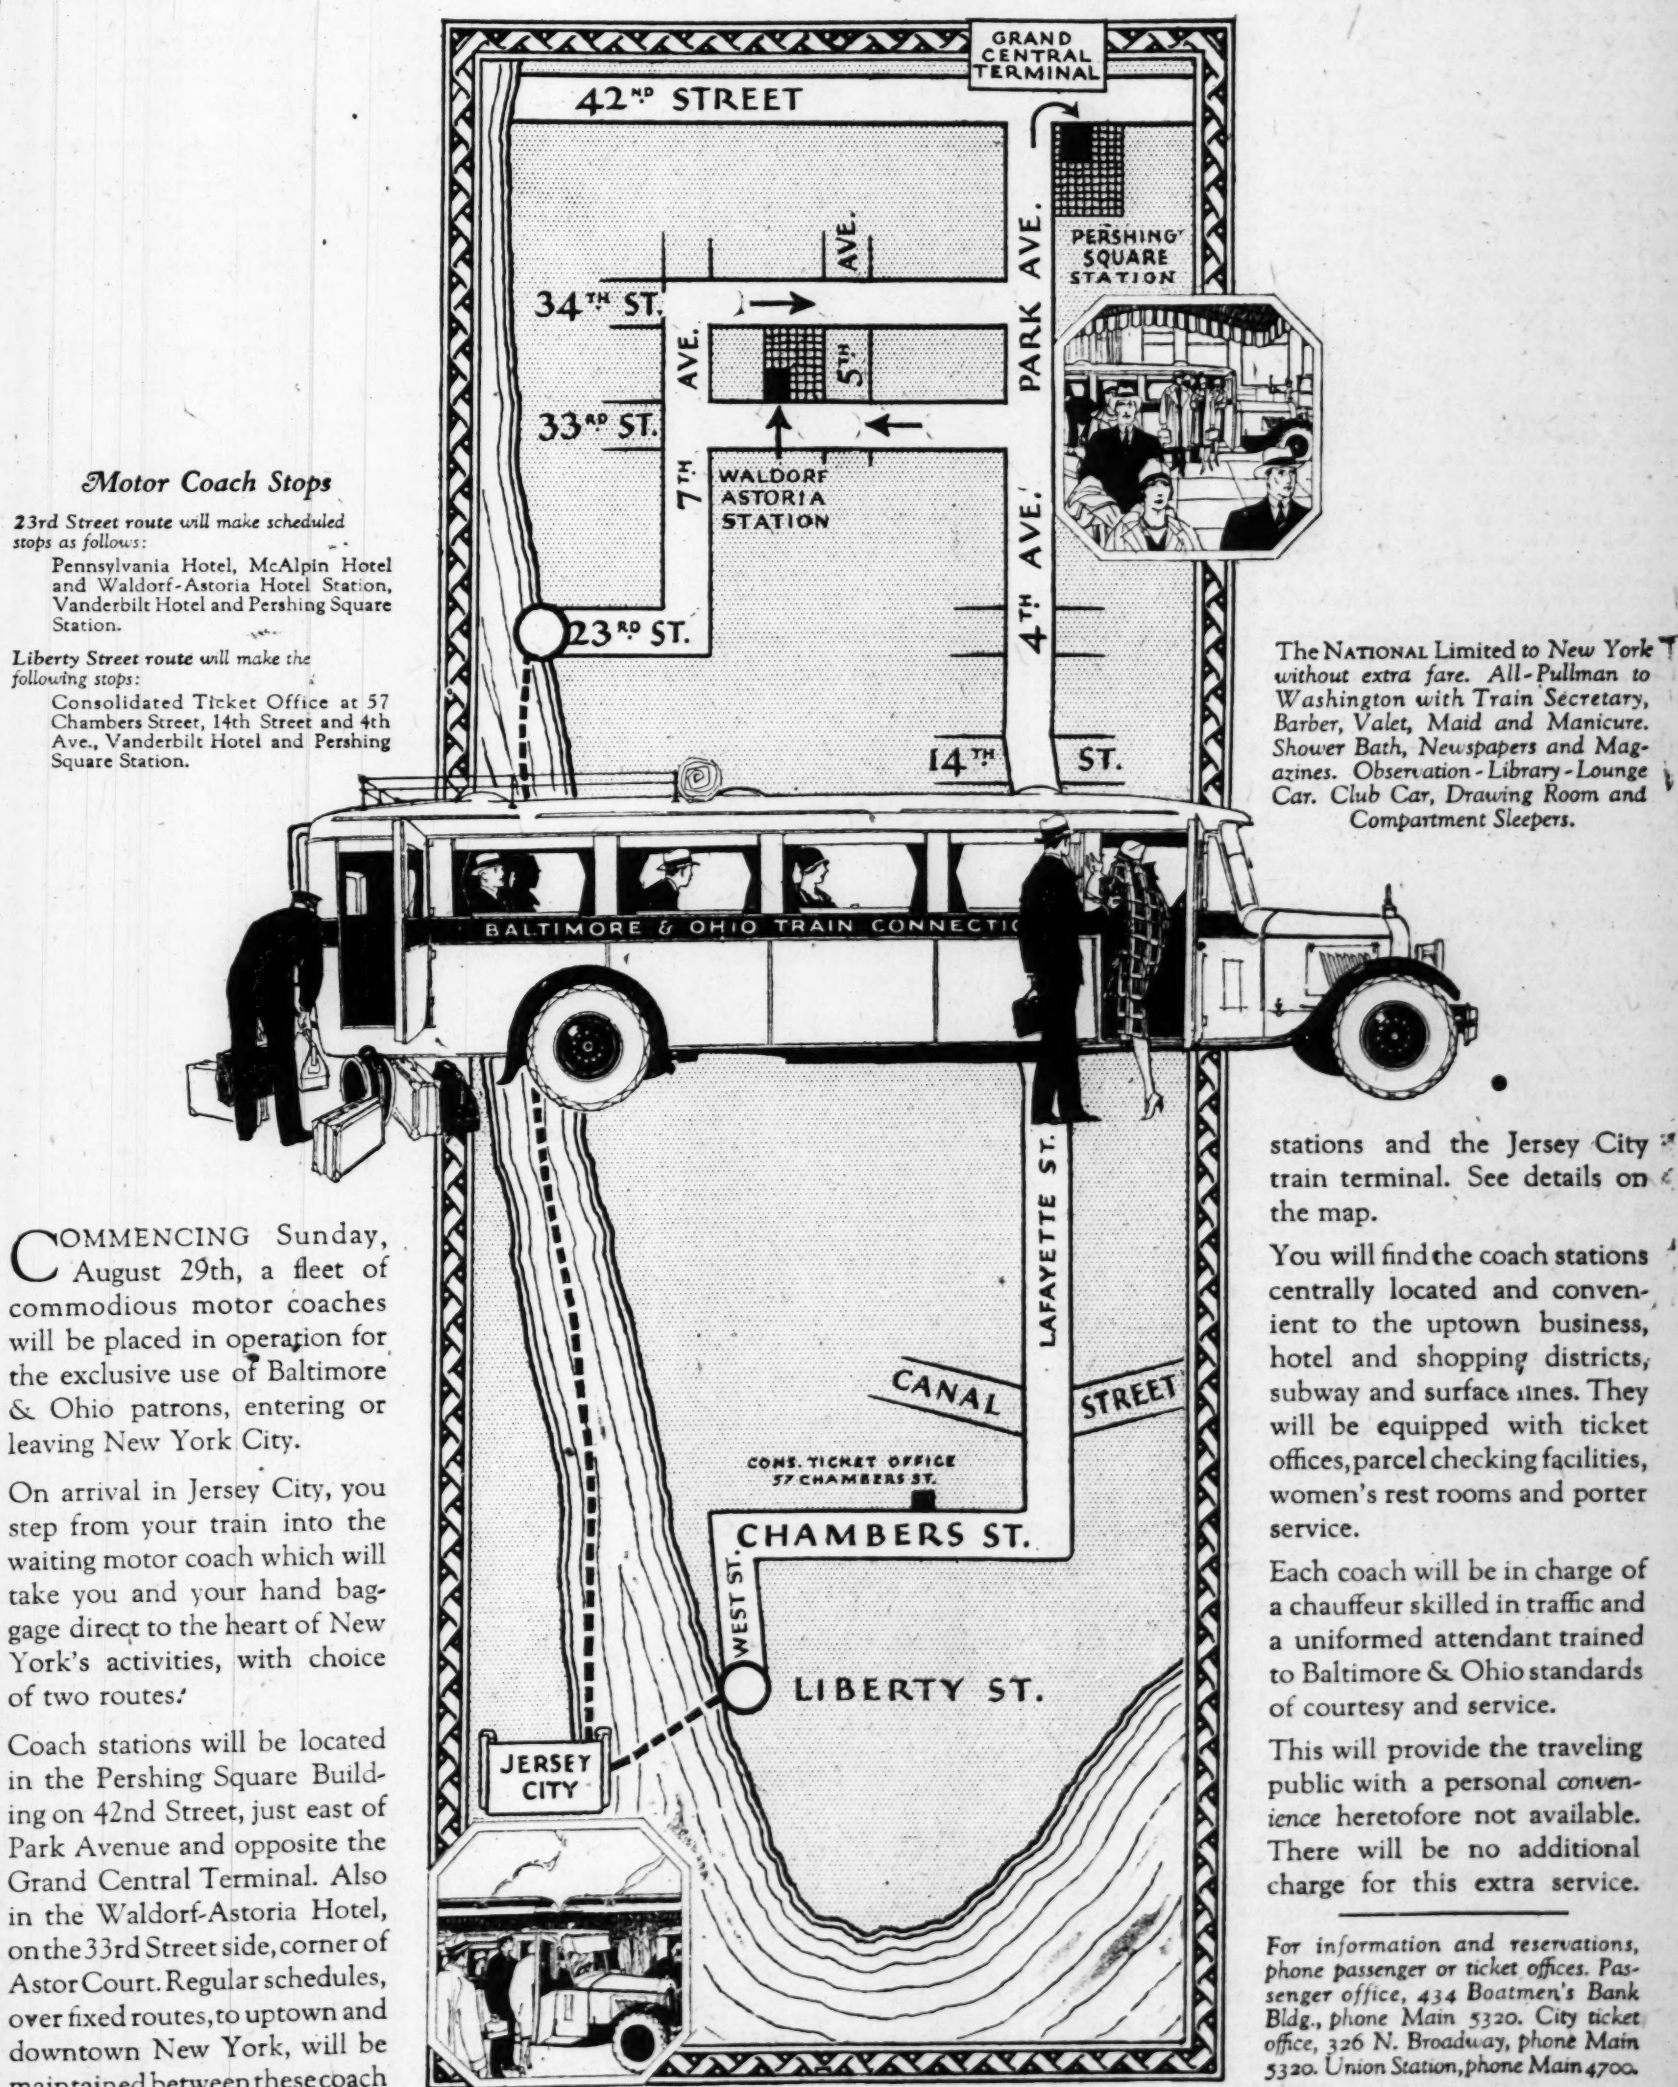 GRAND
CENTRAL
TERMINAL
42ND STREET
PERSHING
SQUARE
STATION
PARK AVE.
AVE.
5TH
34TH ST.
7TH AVE.
33RD ST.
WALDORF
ASTORIA
STATION
4TH AVE.
23RD ST.
14TH ST.
Motor Coach Stops
23rd Street route will make scheduled
stops as follows:
Pennsylvania Hotel, McAlpin Hotel
and Waldorf-Astoria Hotel Station,
Vanderbilt Hotel and Pershing Square
Station.
Liberty Street route will make the
following stops:
Consolidated Ticket Office at 57
Chambers Street, 14th Street and 4th
Ave., Vanderbilt Hotel and Pershing
Square Station.
The NATIONAL Limited to New York
without extra fare. All-Pullman to
Washington with Train Secretary,
Barber, Valet, Maid and Manicure.
Shower Bath, Newspapers and Mag-
azines. Observation-Library-Lounge
Car. Club Car, Drawing Room and
Compartment Sleepers.
BALTIMORE & OHIO TRAIN CONNECTIO
LAFAYETTE ST.
CANAL STREET
CONS. TICKET OFFICE
57 CHAMBERS ST.
CHAMBERS ST.
WEST ST.
LIBERTY ST.
JERSEY
CITY
COMMENCING Sunday,
August 29th, a fleet of
commodious motor coaches
will be placed in operation for
the exclusive use of Baltimore
& Ohio patrons, entering or
leaving New York City.
On arrival in Jersey City, you
step from your train into the
waiting motor coach which will
take you and your hand bag-
gage direct to the heart of New
York's activities, with choice
of two routes.
Coach stations will be located
in the Pershing Square Build-
ing on 42nd Street, just east of
Park Avenue and opposite the
Grand Central Terminal. Also
in the Waldorf-Astoria Hotel,
on the 33rd Street side, corner of
Astor Court. Regular schedules,
over fixed routes, to uptown and
downtown New York, will be
maintained between these coach
stations and the Jersey City
train terminal. See details on
the map.
You will find the coach stations
centrally located and conven-
ient to the uptown business,
hotel and shopping districts,
subway and surface lines. They
will be equipped with ticket
offices, parcel checking facilities,
women's rest rooms and porter
service.
Each coach will be in charge of
a chauffeur skilled in traffic and
a uniformed attendant trained
to Baltimore & Ohio standards
of courtesy and service.
This will provide the traveling
public with a personal conven-
ience heretofore not available.
There will be no additional
charge for this extra service.
For information and reservations,
phone passenger or ticket offices. Pas-
senger office, 434 Boatmen's Bank
Bldg., phone Main 5320. City ticket
office, 326 N. Broadway, phone Main
5320. Union Station, phone Main 4700.